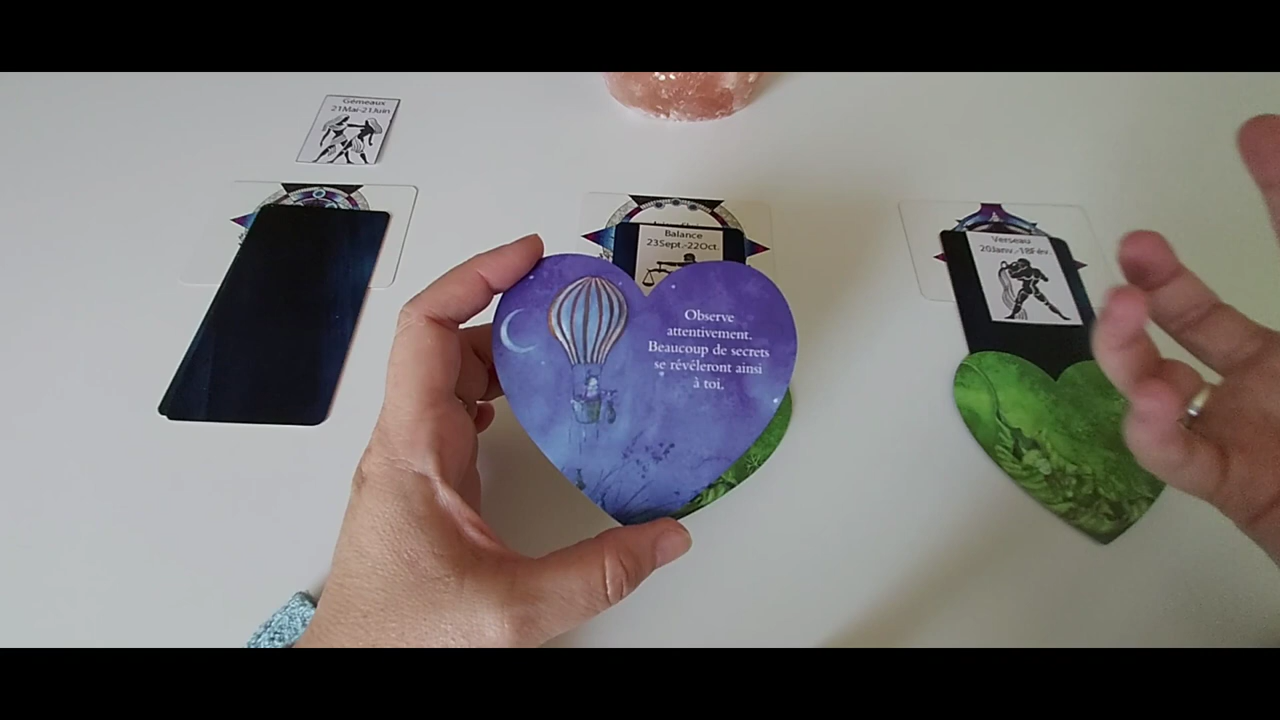 Gémeaux
21Mai-21Juin
Balance
23Sept.-22Oct.
Verseau
20Janv.-18Fév.
Observe
attentivement.
Beaucoup de secrets
se révéleront ainsi
à toi.